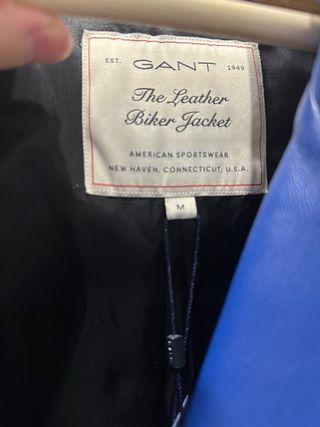 EST. GANT 1949
The Leather
Biker Jacket
AMERICAN SPORTSWEAR
NEW HAVEN, CONNECTICUT, U.S.A.
M